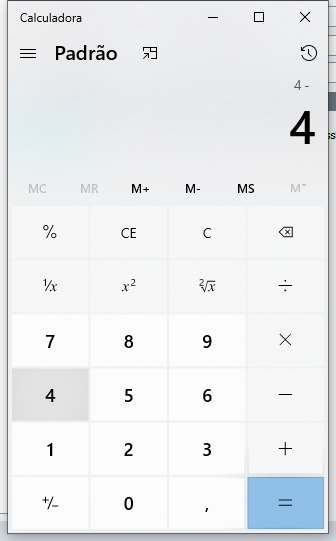 Calculadora
Padrão
4 -
4
MC MR M+ M- MS M˅
% CE C
¹/x x² ²√x ÷
7 8 9 ×
4 5 6 −
1 2 3 +
+/− 0 , =
ss